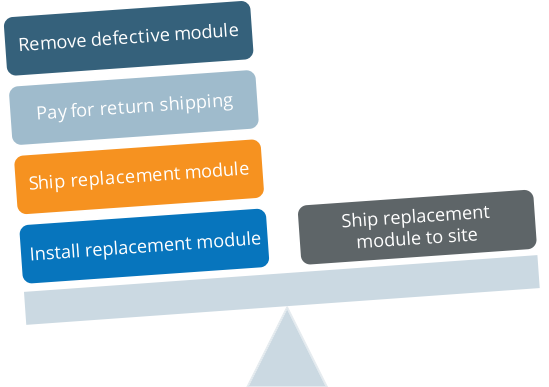 Remove defective module
Pay for return shipping
Ship replacement module
Install replacement module
Ship replacement
module to site